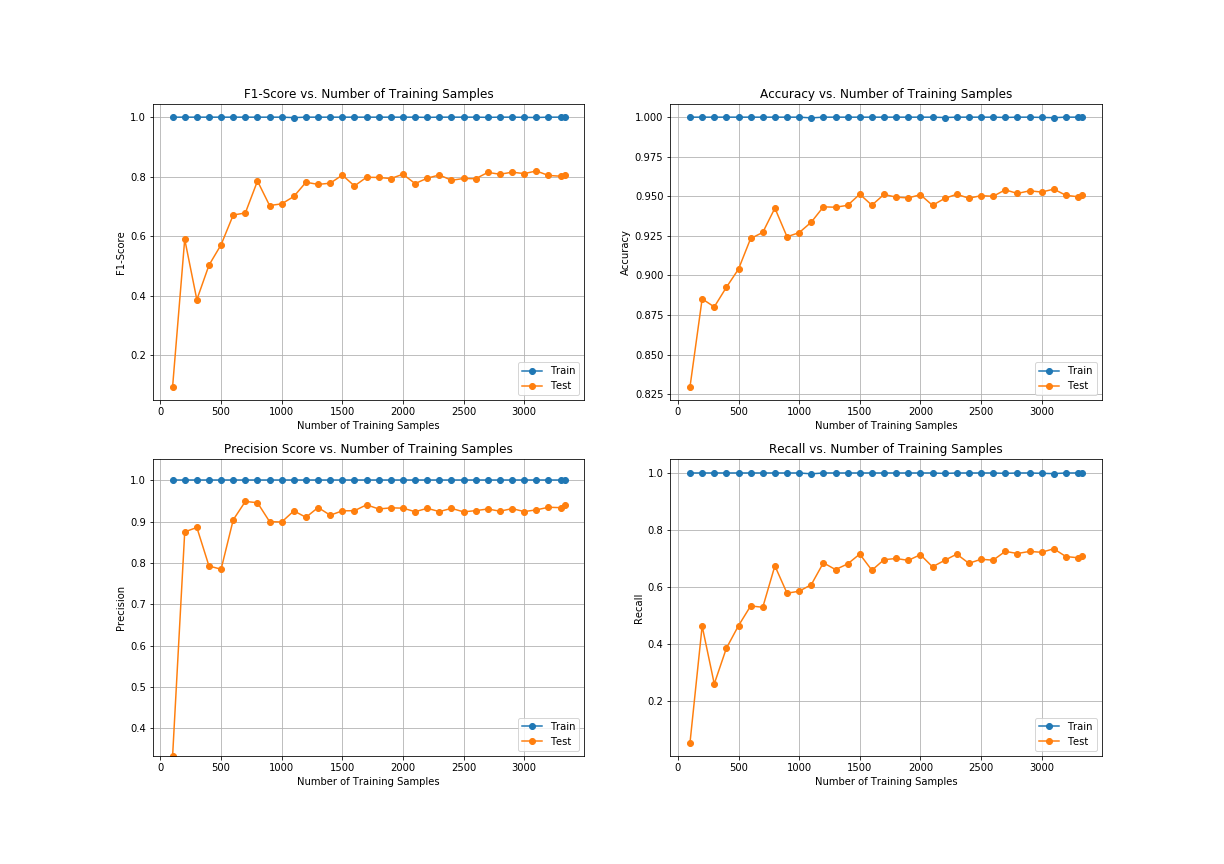 F1-Score vs. Number of Training Samples
F1-Score
1.0
0.8
0.6
0.4
0.2
0 500 1000 1500 2000 2500 3000
Number of Training Samples
Train
Test
Accuracy vs. Number of Training Samples
Accuracy
1.000
0.975
0.950
0.925
0.900
0.875
0.850
0.825
0 500 1000 1500 2000 2500 3000
Number of Training Samples
Train
Test
Precision Score vs. Number of Training Samples
Precision
1.0
0.9
0.8
0.7
0.6
0.5
0.4
0 500 1000 1500 2000 2500 3000
Number of Training Samples
Train
Test
Recall vs. Number of Training Samples
Recall
1.0
0.8
0.6
0.4
0.2
0 500 1000 1500 2000 2500 3000
Number of Training Samples
Train
Test